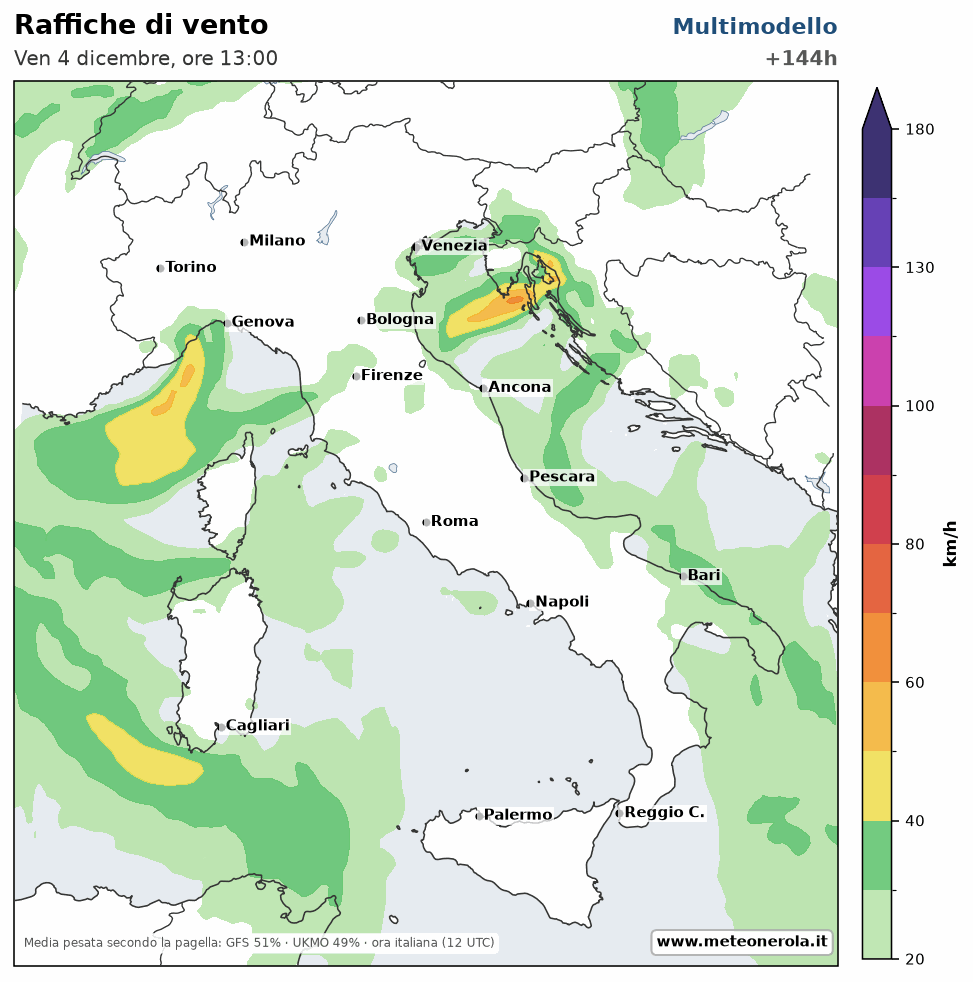 Raffiche di vento
Multimodello
Ven 4 dicembre, ore 13:00
+144h
180
Milano
Venezia
Torino
130
Genova
Bologna
Firenze
Ancona
100
Pescara
Roma
80
km/h
Bari
Napoli
60
Cagliari
Palermo
Reggio C.
40
Media pesata secondo la pagella: GFS 51% · UKMO 49% · ora italiana (12 UTC)
www.meteonerola.it
20